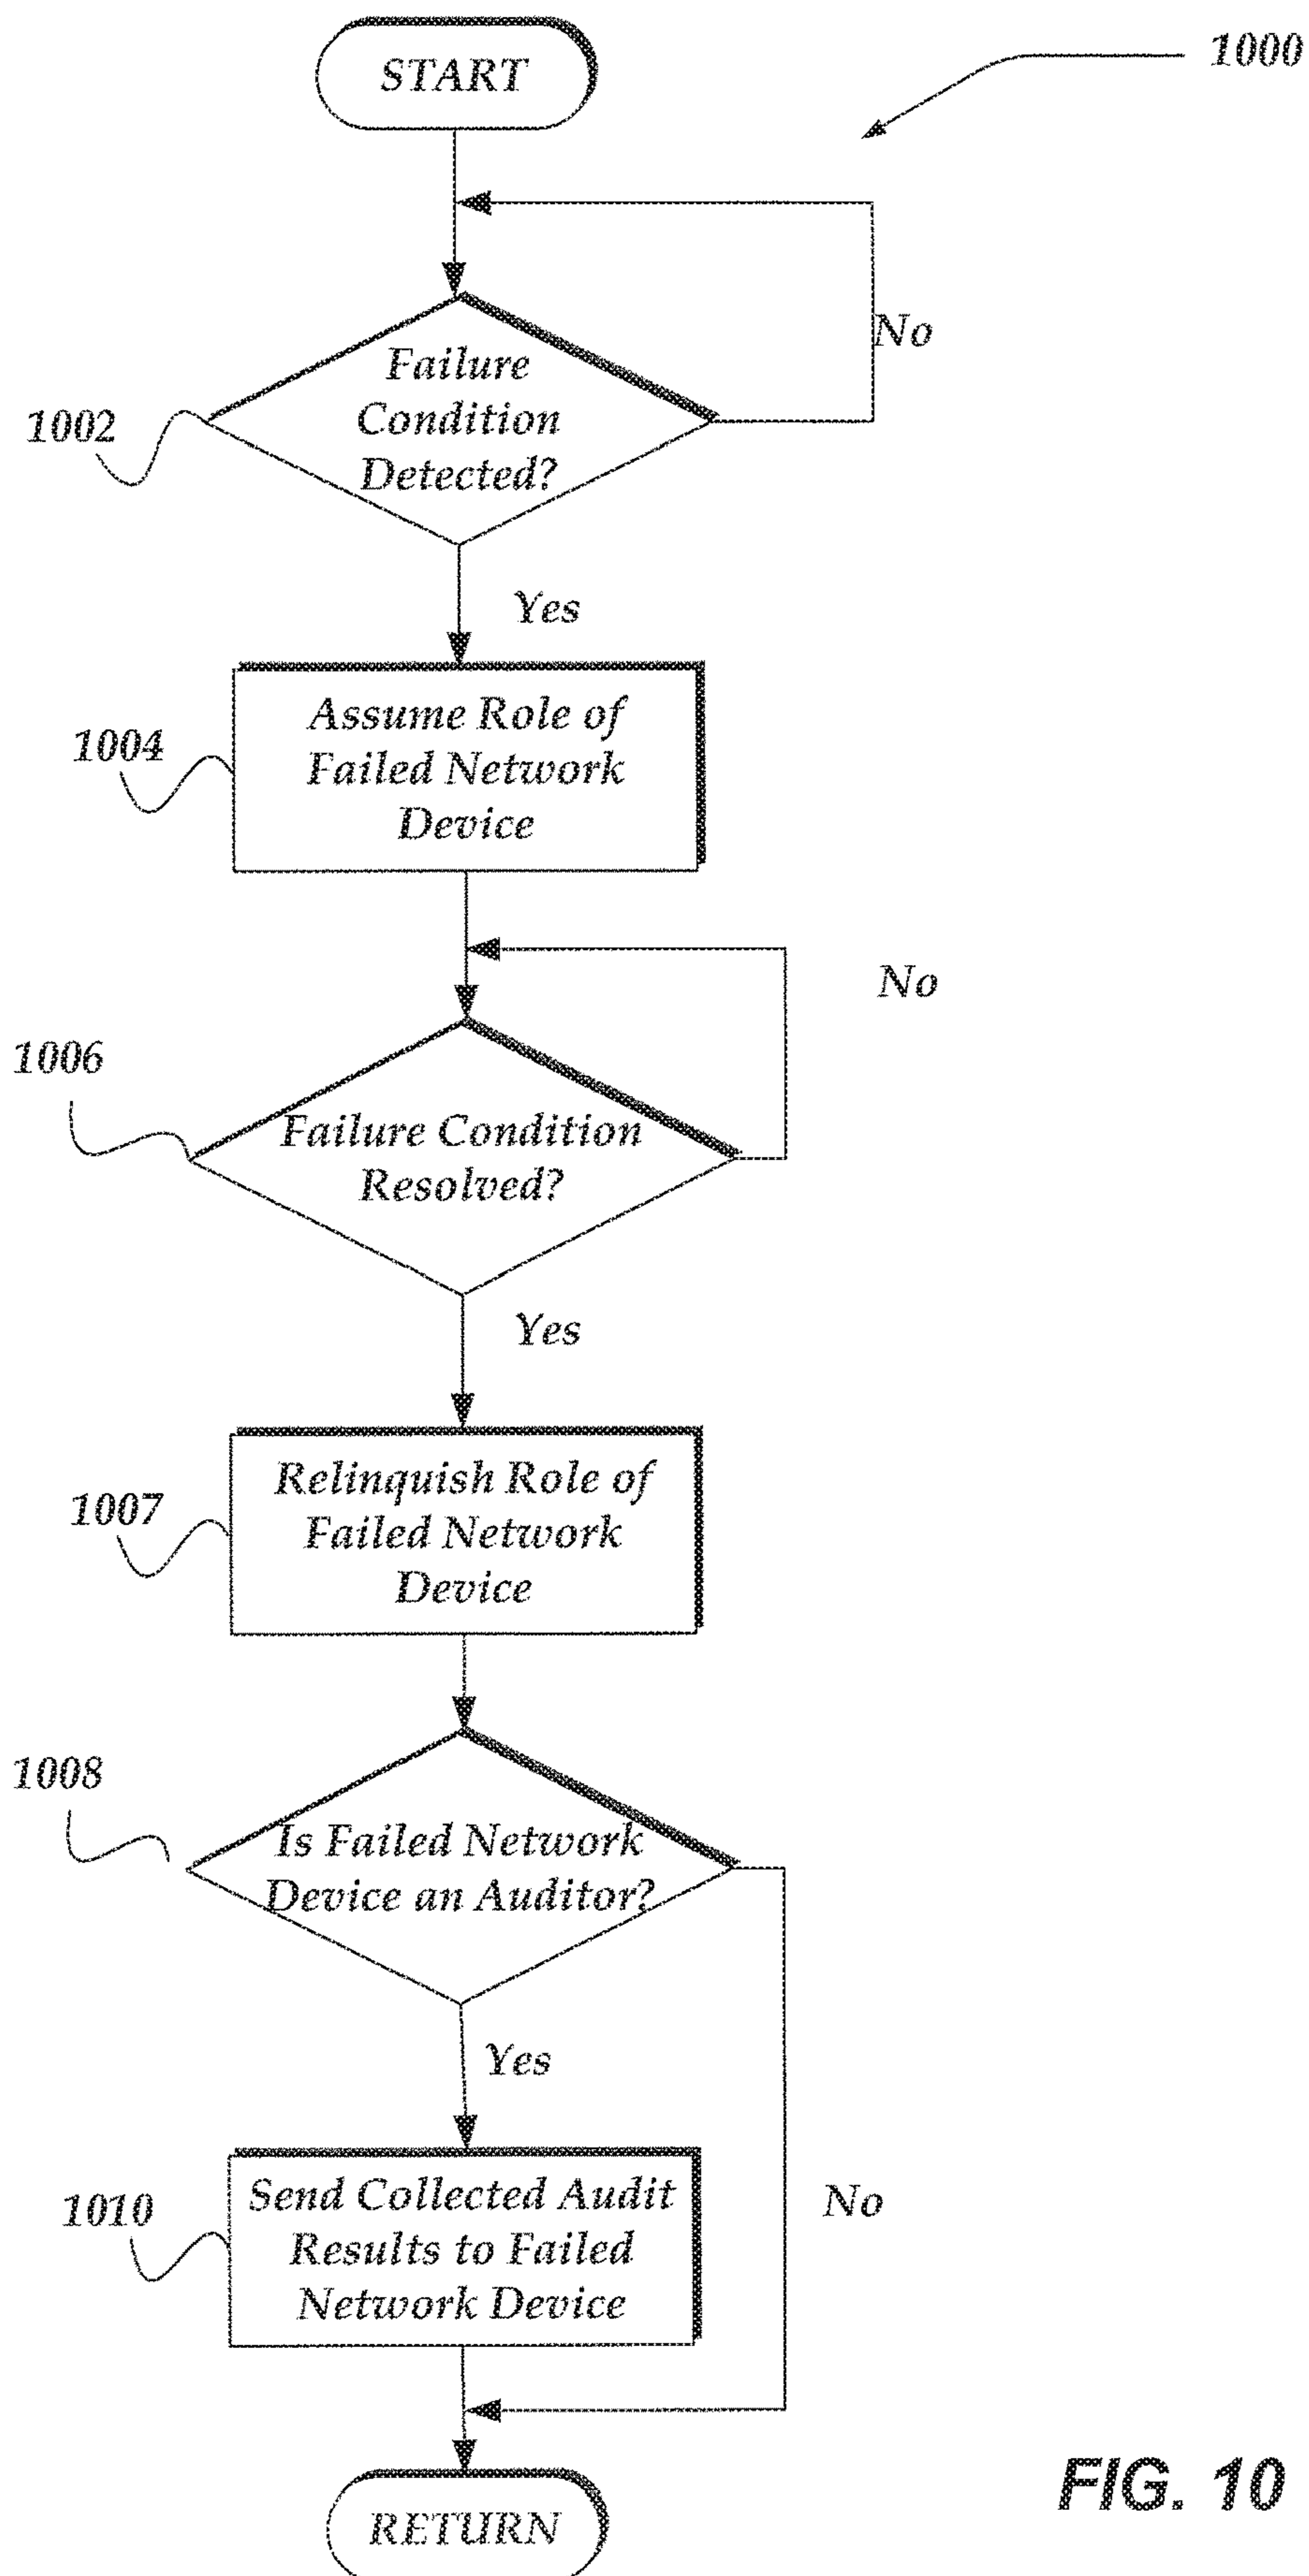 START
1000
No
1002
Failure
Condition
Detected?
Yes
1004
Assume Role of
Failed Network
Device
No
1006
Failure Condition
Resolved?
Yes
1007
Relinquish Role of
Failed Network
Device
1008
Is Failed Network
Device an Auditor?
Yes
1010
Send Collected Audit
Results to Failed
Network Device
No
RETURN
FIG. 10